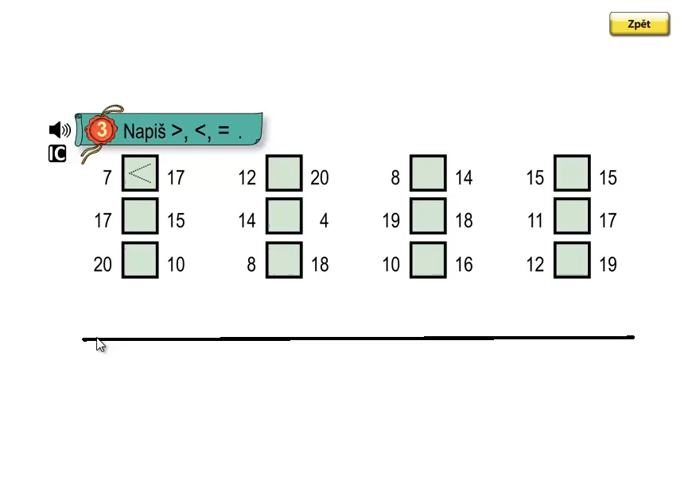 Zpět
3 Napiš >, <, = .
7 < 17 12 20 8 14 15 15
17 15 14 4 19 18 11 17
20 10 8 18 10 16 12 19